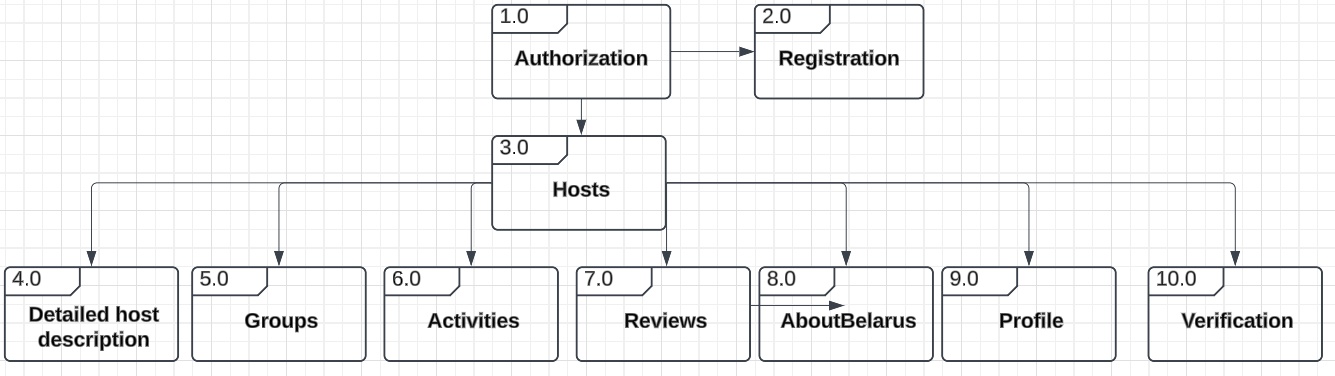 1.0
Authorization
2.0
Registration
3.0
Hosts
4.0
Detailed host
description
5.0
Groups
6.0
Activities
7.0
Reviews
8.0
AboutBelarus
9.0
Profile
10.0
Verification